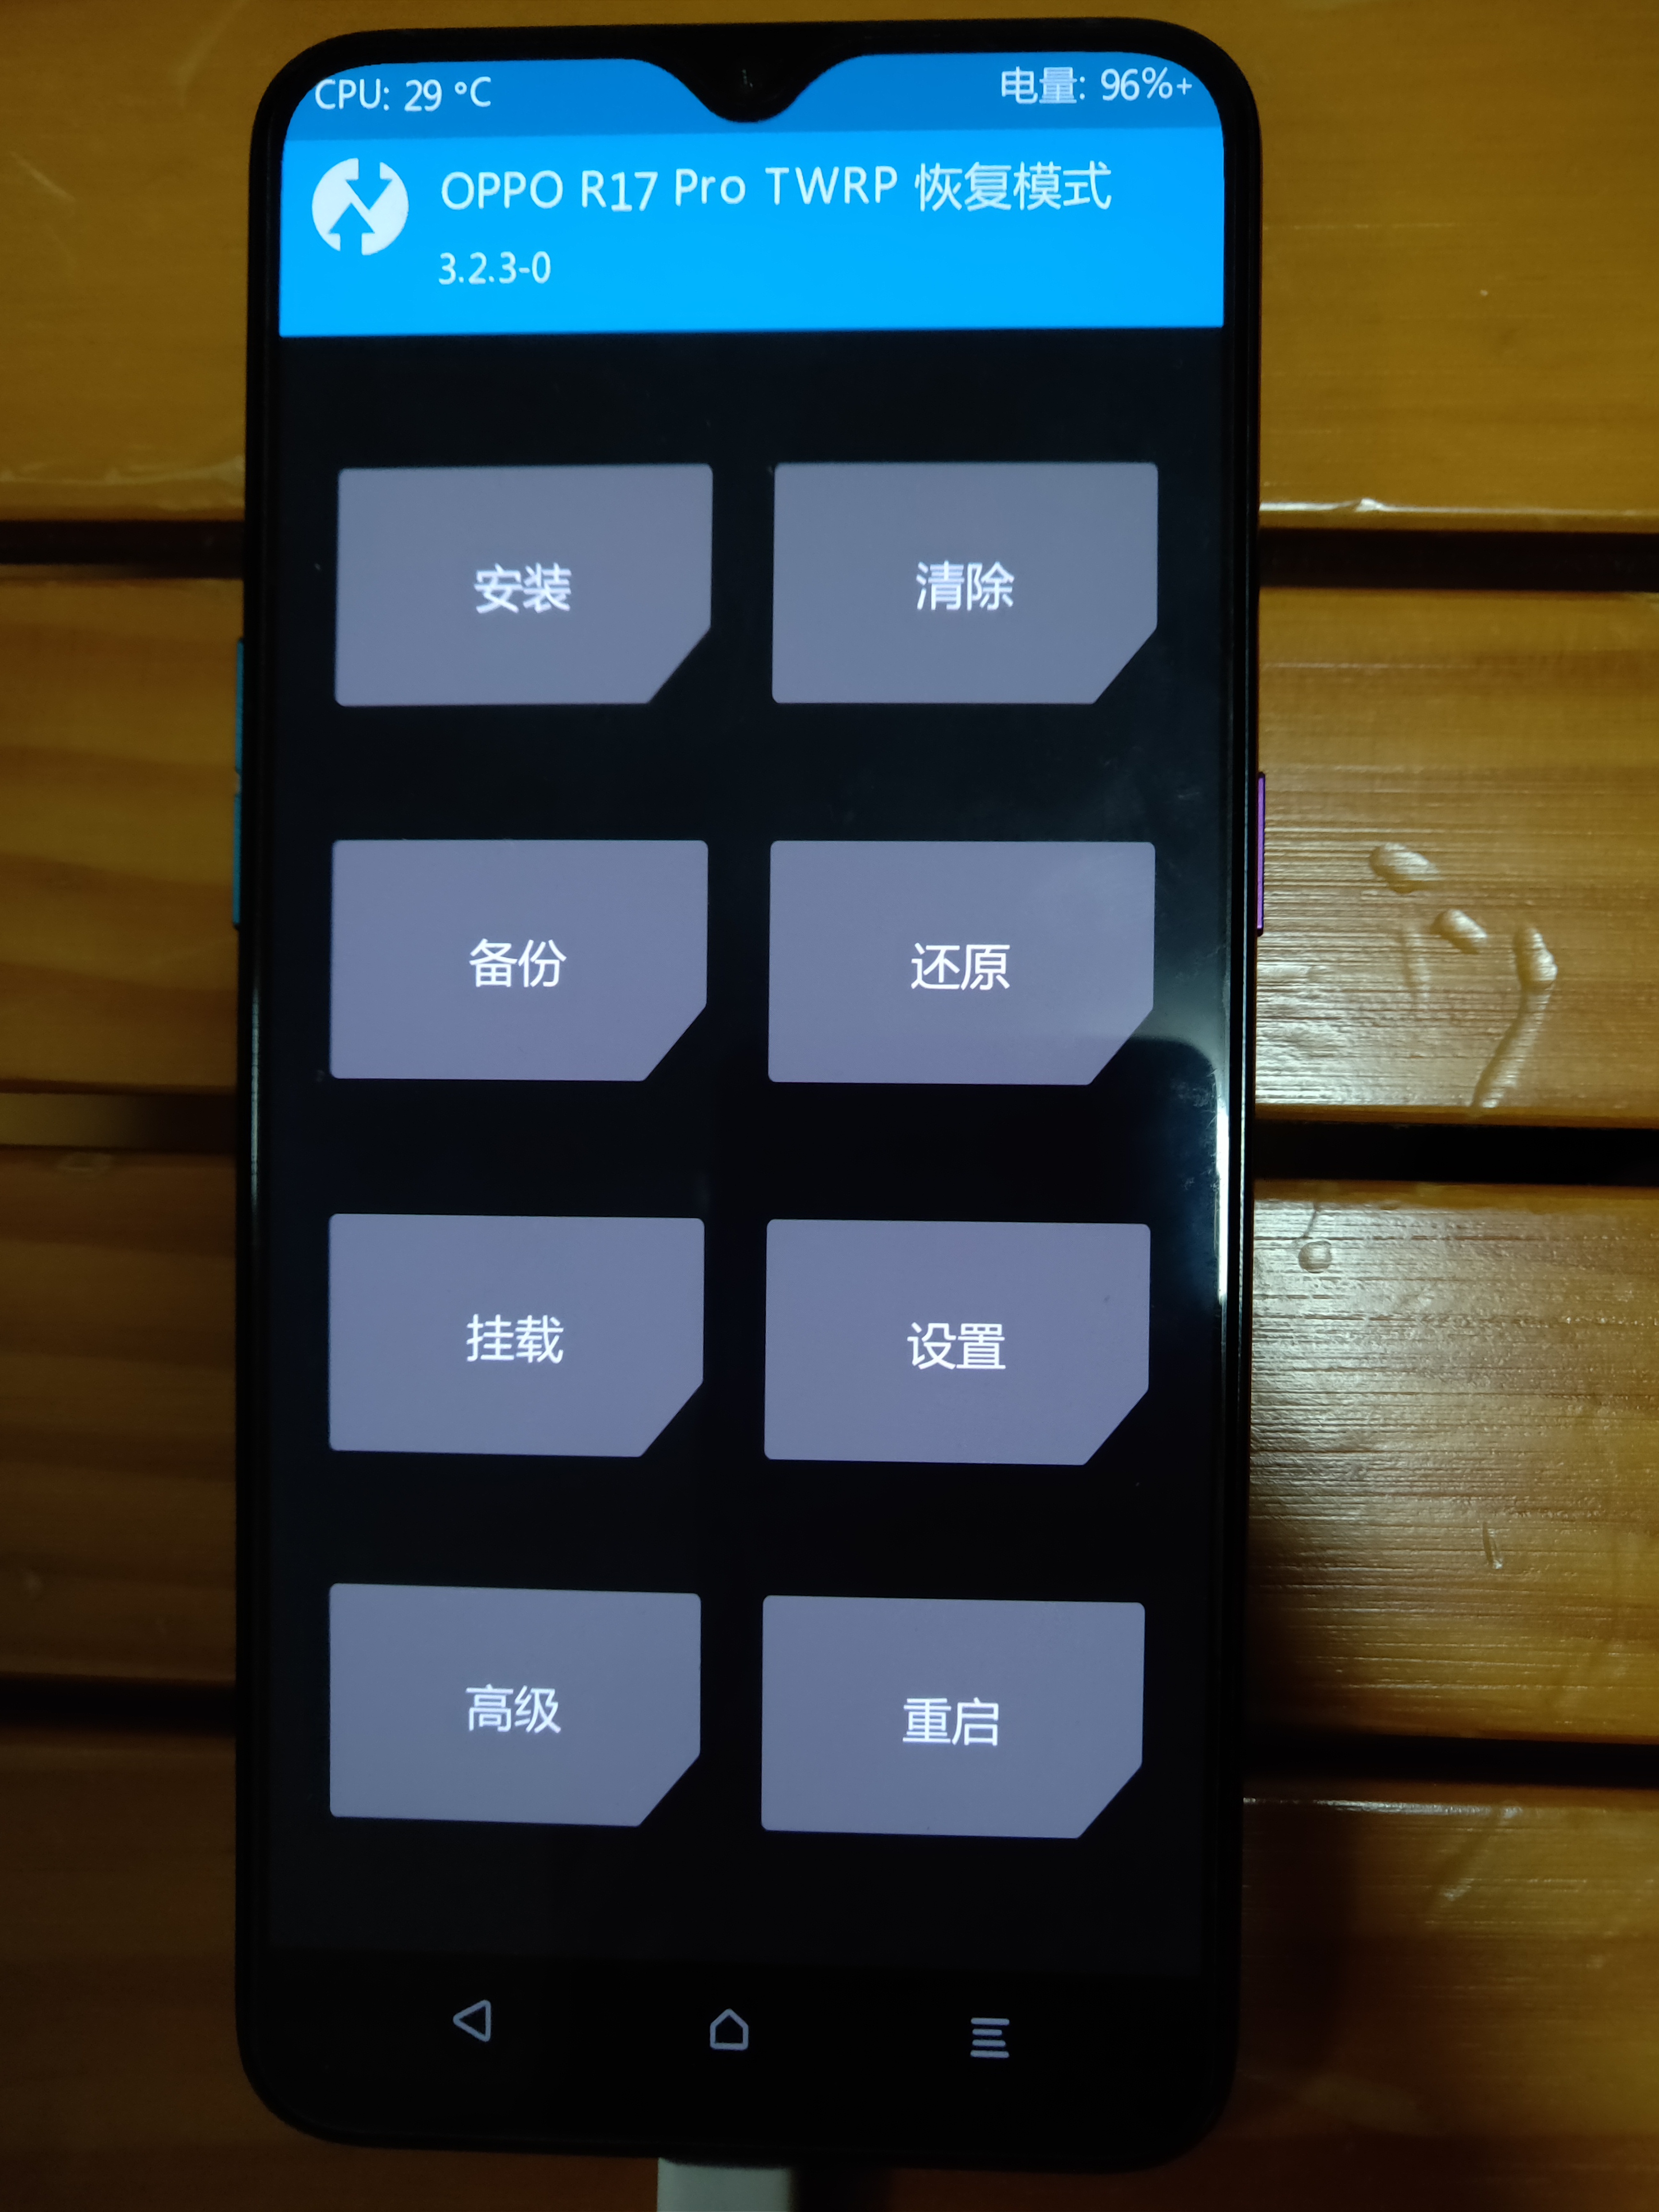 CPU: 29 °C
电量: 96%+
OPPO R17 Pro TWRP 恢复模式
3.2.3-0
安装
清除
备份
还原
挂载
设置
高级
重启